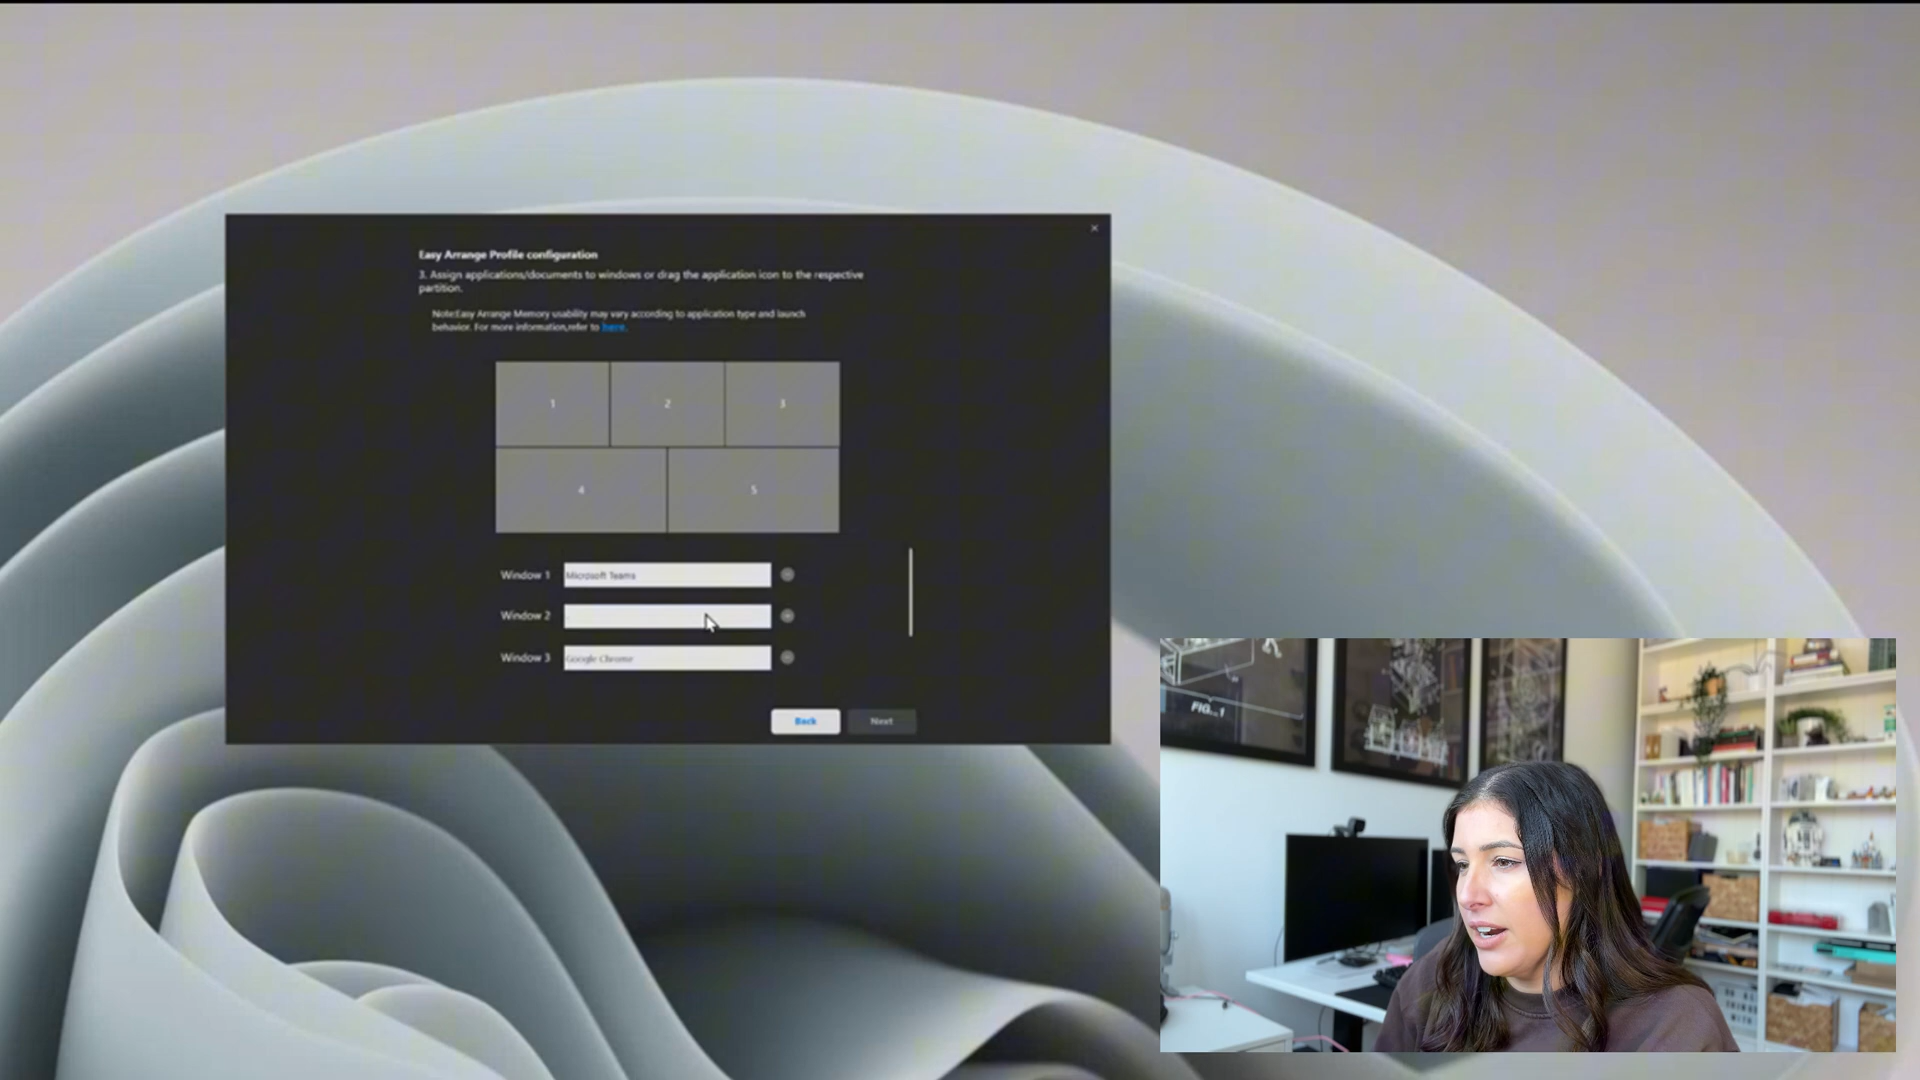 Easy Arrange Profile configuration
3. Assign applications/documents to windows or drag the application icon to the respective
partition.
Note:Easy Arrange Memory usability may vary according to application type and launch
behavior. For more information,refer to here.
1
2
3
4
5
Window 1
Microsoft Teams
Window 2
Window 3
Google Chrome
Back
Next
FIG._1